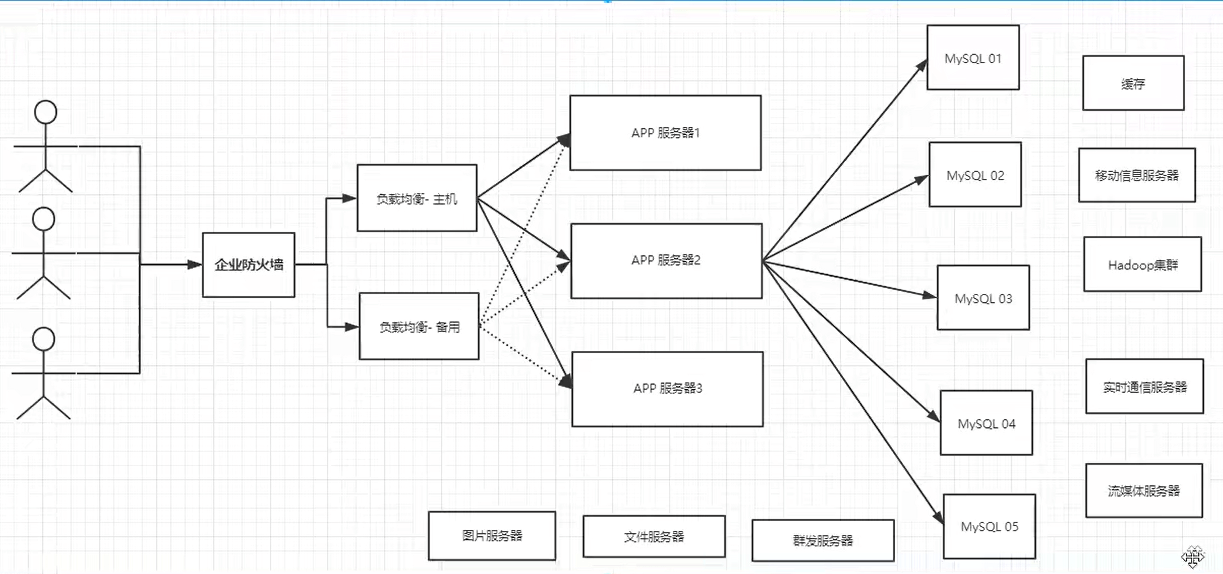 企业防火墙
负载均衡- 主机
负载均衡- 备用
APP 服务器1
APP 服务器2
APP 服务器3
MySQL 01
MySQL 02
MySQL 03
MySQL 04
MySQL 05
缓存
移动信息服务器
Hadoop集群
实时通信服务器
流媒体服务器
图片服务器
文件服务器
群发服务器